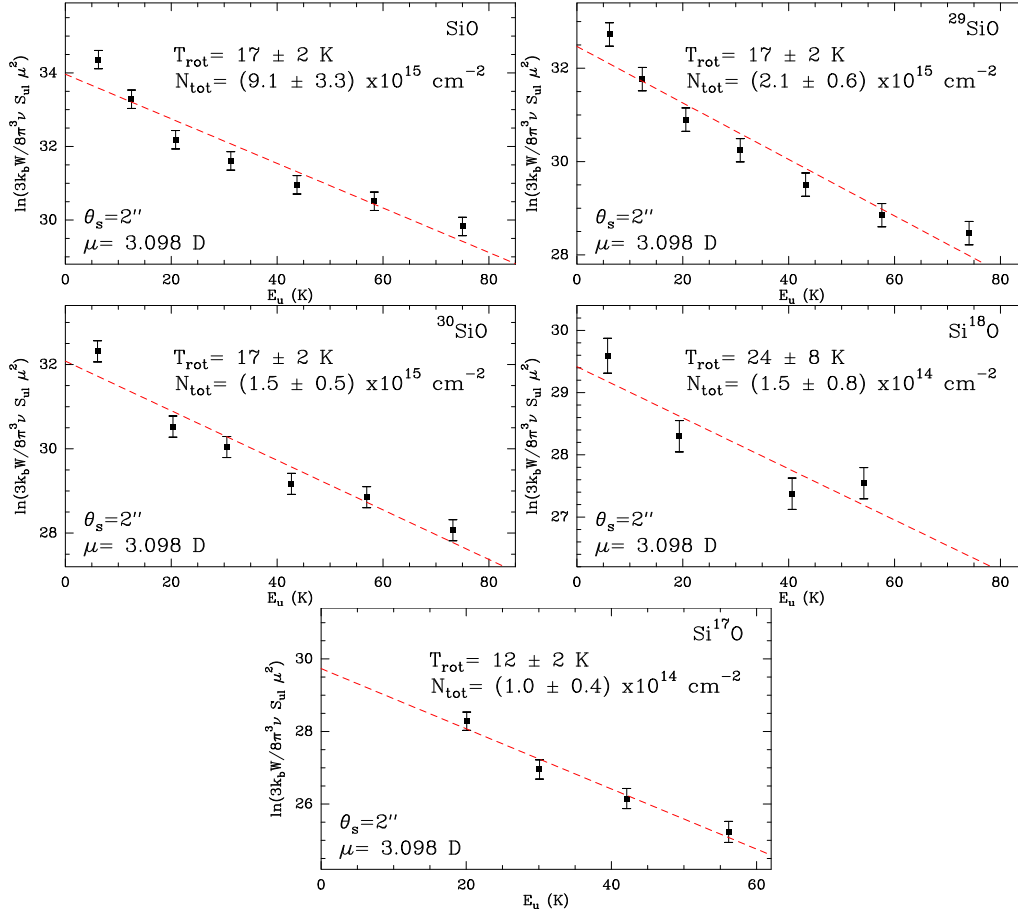 SiO
T_rot= 17 ± 2 K
N_tot= (9.1 ± 3.3) x10^15 cm^-2
θ_s=2''
μ= 3.098 D
ln(3k_bW/8π^3ν S_ul μ^2)
34
32
30
0 20 40 60 80
E_u (K)
^29SiO
T_rot= 17 ± 2 K
N_tot= (2.1 ± 0.6) x10^15 cm^-2
θ_s=2''
μ= 3.098 D
ln(3k_bW/8π^3ν S_ul μ^2)
32
30
28
0 20 40 60 80
E_u (K)
^30SiO
T_rot= 17 ± 2 K
N_tot= (1.5 ± 0.5) x10^15 cm^-2
θ_s=2''
μ= 3.098 D
ln(3k_bW/8π^3ν S_ul μ^2)
32
30
28
0 20 40 60 80
E_u (K)
Si^18O
T_rot= 24 ± 8 K
N_tot= (1.5 ± 0.8) x10^14 cm^-2
θ_s=2''
μ= 3.098 D
ln(3k_bW/8π^3ν S_ul μ^2)
30
29
28
27
0 20 40 60 80
E_u (K)
Si^17O
T_rot= 12 ± 2 K
N_tot= (1.0 ± 0.4) x10^14 cm^-2
θ_s=2''
μ= 3.098 D
ln(3k_bW/8π^3ν S_ul μ^2)
30
28
26
0 20 40 60
E_u (K)